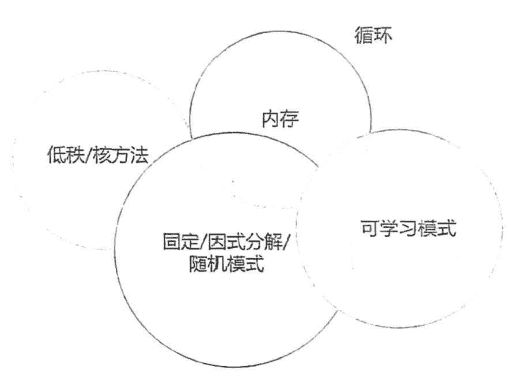 循环
内存
低秩/核方法
可学习模式
固定/因式分解/
随机模式